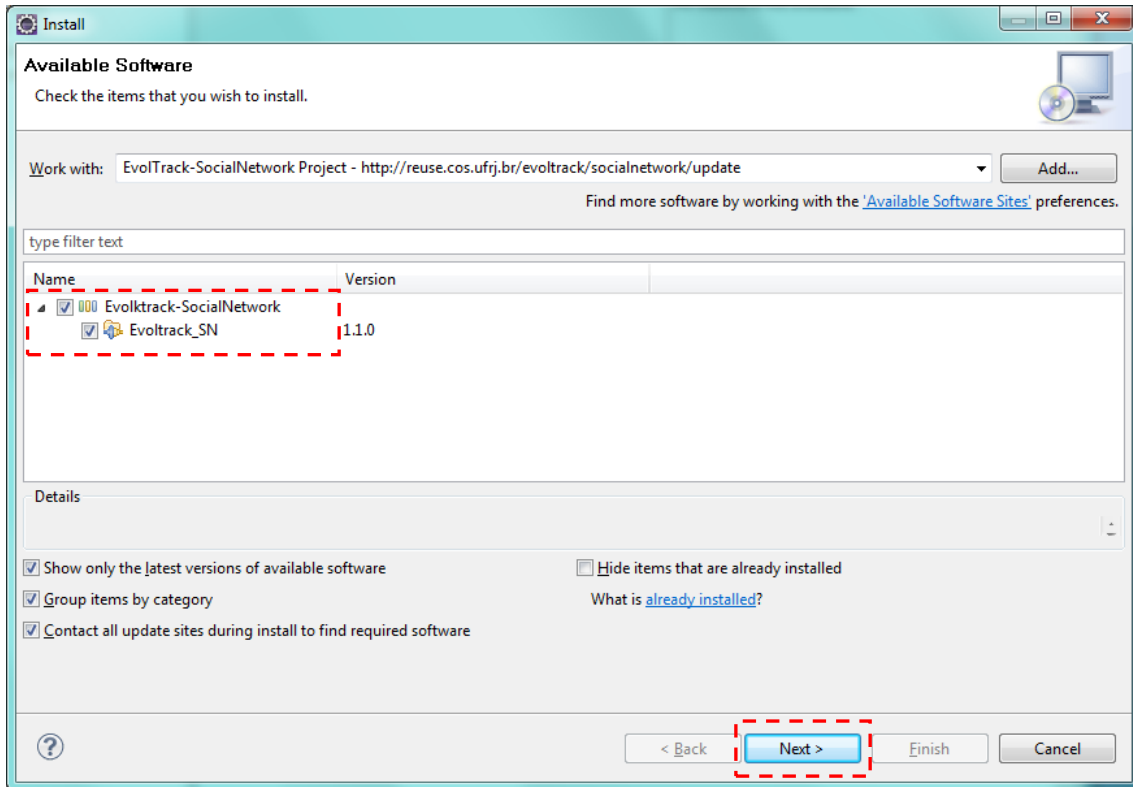 Install
Available Software
Check the items that you wish to install.
Work with: EvolTrack-SocialNetwork Project - http://reuse.cos.ufrj.br/evoltrack/socialnetwork/update Add...
Find more software by working with the 'Available Software Sites' preferences.
type filter text
Name Version
Evolktrack-SocialNetwork
Evoltrack_SN 1.1.0
Details
Show only the latest versions of available software Hide items that are already installed
Group items by category What is already installed?
Contact all update sites during install to find required software
? < Back Next > Finish Cancel